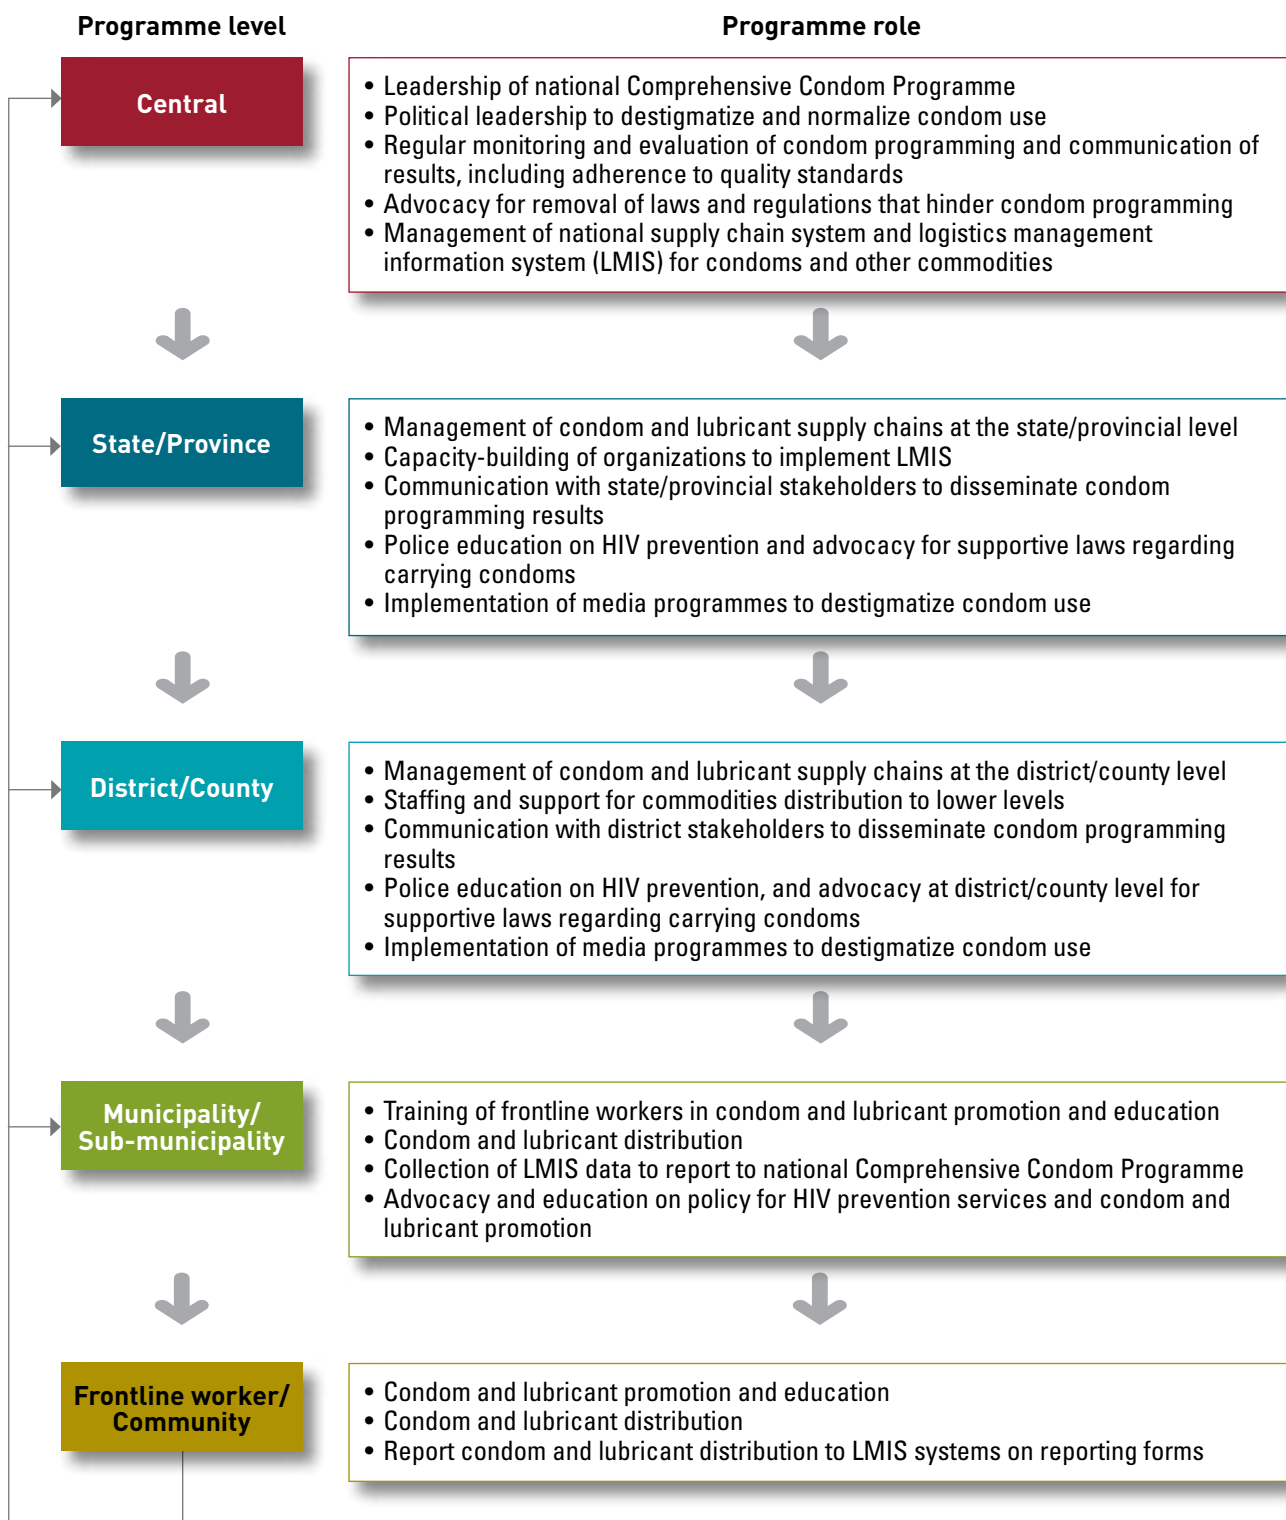 Programme level
Programme role
Central
• Leadership of national Comprehensive Condom Programme
• Political leadership to destigmatize and normalize condom use
• Regular monitoring and evaluation of condom programming and communication of
results, including adherence to quality standards
• Advocacy for removal of laws and regulations that hinder condom programming
• Management of national supply chain system and logistics management
information system (LMIS) for condoms and other commodities
State/Province
• Management of condom and lubricant supply chains at the state/provincial level
• Capacity-building of organizations to implement LMIS
• Communication with state/provincial stakeholders to disseminate condom
programming results
• Police education on HIV prevention and advocacy for supportive laws regarding
carrying condoms
• Implementation of media programmes to destigmatize condom use
District/County
• Management of condom and lubricant supply chains at the district/county level
• Staffing and support for commodities distribution to lower levels
• Communication with district stakeholders to disseminate condom programming
results
• Police education on HIV prevention, and advocacy at district/county level for
supportive laws regarding carrying condoms
• Implementation of media programmes to destigmatize condom use
Municipality/
Sub-municipality
• Training of frontline workers in condom and lubricant promotion and education
• Condom and lubricant distribution
• Collection of LMIS data to report to national Comprehensive Condom Programme
• Advocacy and education on policy for HIV prevention services and condom and
lubricant promotion
Frontline worker/
Community
• Condom and lubricant promotion and education
• Condom and lubricant distribution
• Report condom and lubricant distribution to LMIS systems on reporting forms